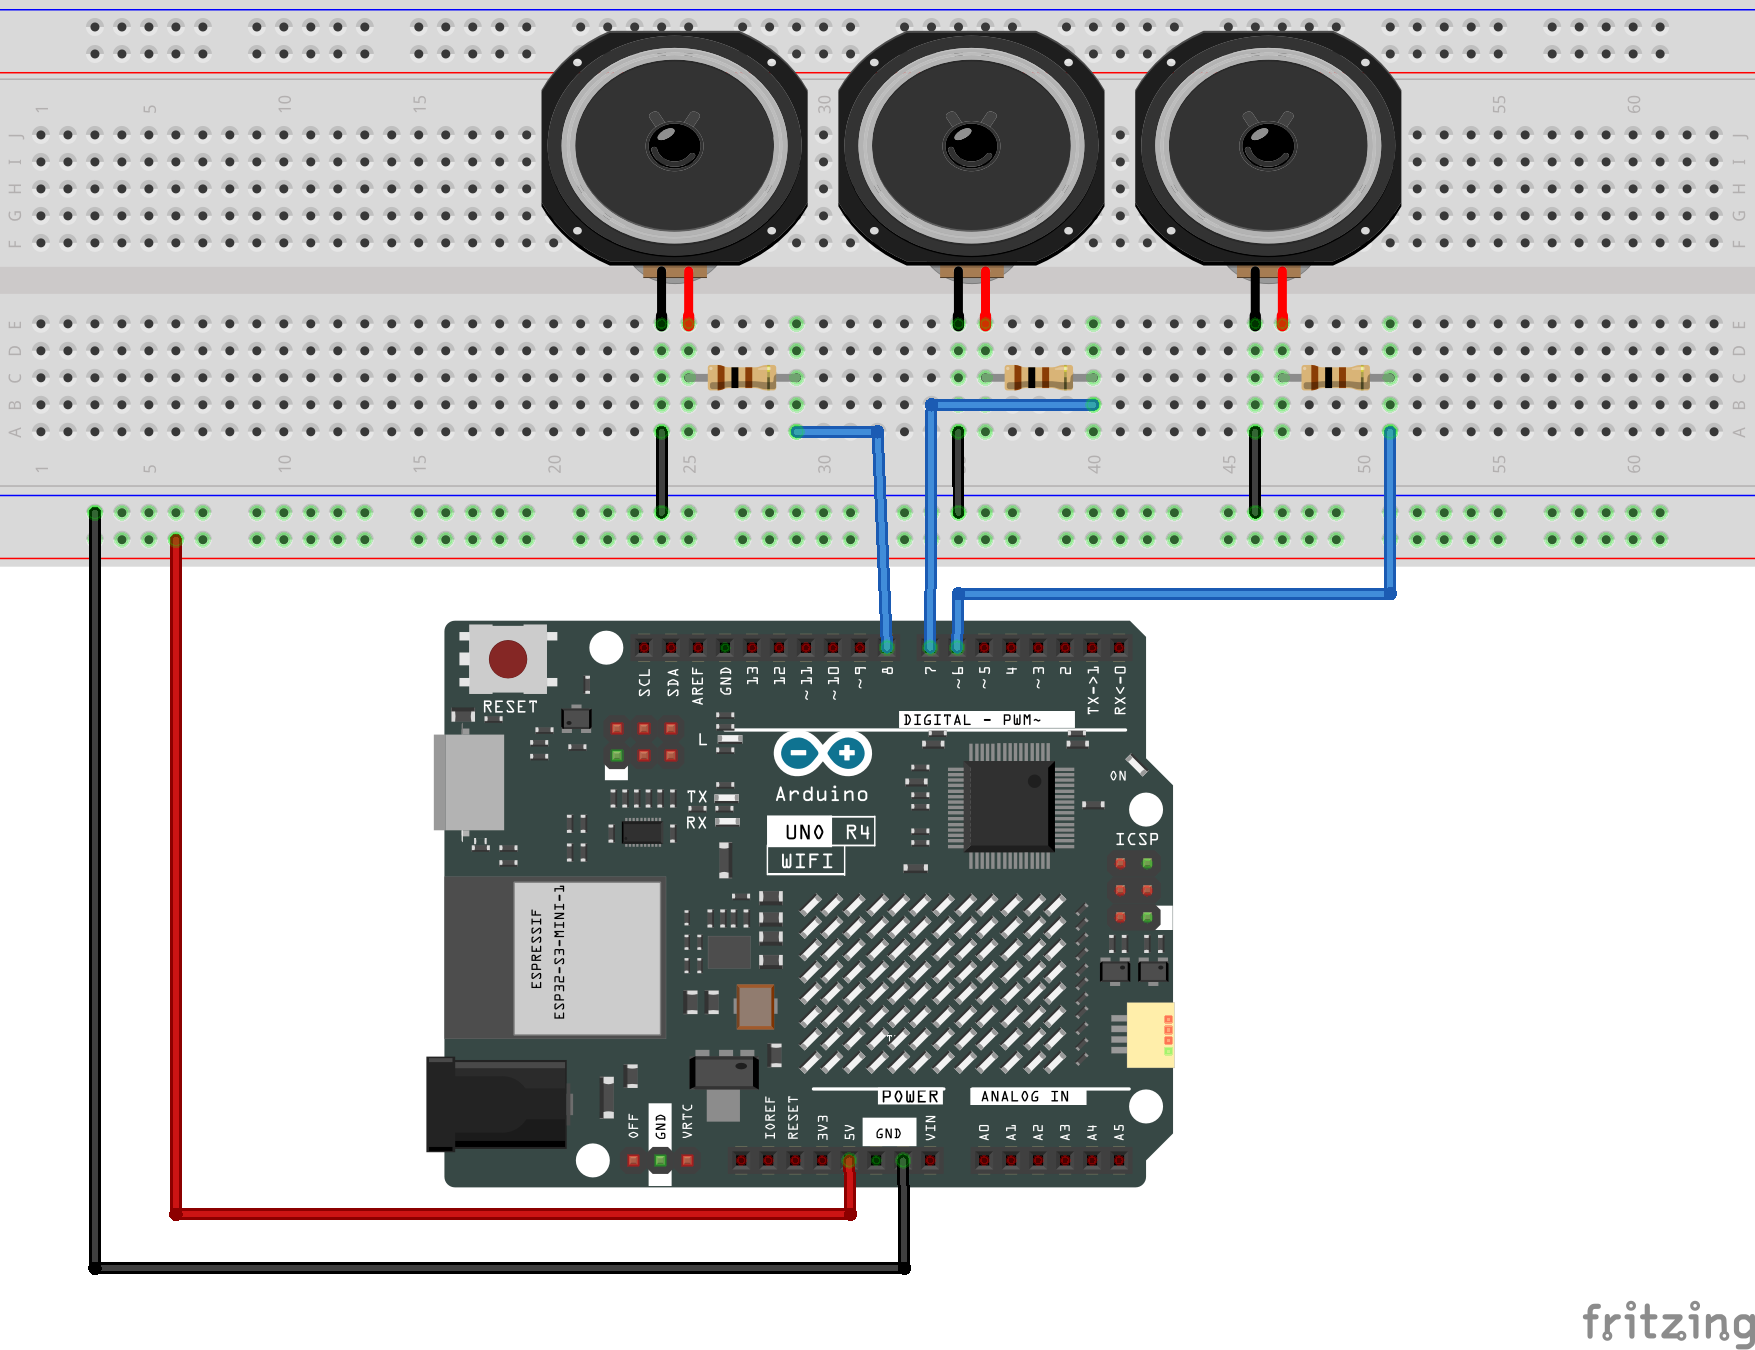 1 5 10 15 30 55 60
J
I
H
G
F
E
D
C
B
A
1 5 10 15 20 25 30 40 45 50 55 60
J
I
H
G
F
E
D
C
B
A
SCL SDA AREF GND 13 12 ~11 ~10 ~9 8 7 ~6 ~5 4 ~3 2 TX->1 RX<-0
RESET
DIGITAL - PWM~
L
ON
TX
RX
Arduino
UNO R4
WIFI
ICSP
ESPRESSIF
ESP32-S3-MINI-1
POWER
ANALOG IN
OFF GND VRTC IOREF RESET 3V3 5V GND VIN A0 A1 A2 A3 A4 A5
fritzing